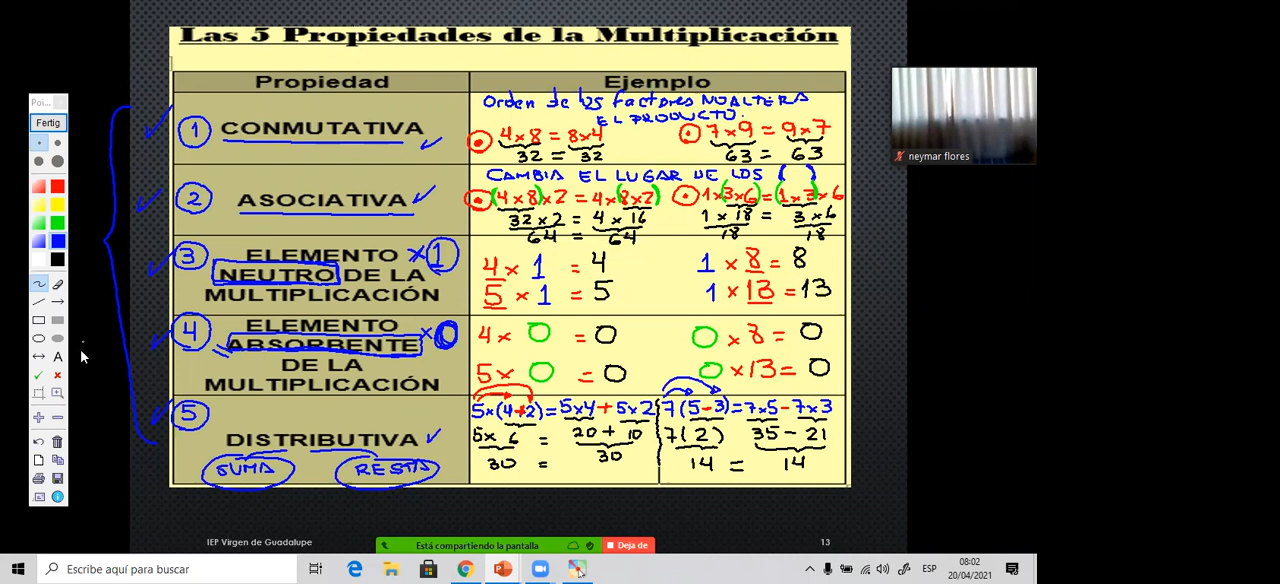 Las 5 Propiedades de la Multiplicación
Propiedad
Ejemplo
① CONMUTATIVA
Orden de los factores NO ALTERA
EL PRODUCTO.
4×8 = 8×4
32 = 32
7×9 = 9×7
63 = 63
② ASOCIATIVA
CAMBIA EL LUGAR DE LOS ( )
(4×8)×2 = 4×(8×2)
32×2 = 4×16
64 = 64
1×(3×6)=(1×3)×6
1×18 = 3×6
18 18
③ ELEMENTO ×1
NEUTRO DE LA
MULTIPLICACIÓN
4 × 1 = 4
5 × 1 = 5
1 × 8 = 8
1 × 13 = 13
④ ELEMENTO ×0
ABSORBENTE
DE LA
MULTIPLICACIÓN
4 × 0 = 0
5 × 0 = 0
0 × 8 = 0
0 × 13 = 0
⑤
DISTRIBUTIVA
SUMA RESTA
5×(4+2)=5×4+5×2
5×6 = 20+10
30 = 30
7(5-3)=7×5-7×3
7(2) 35-21
14 = 14
IEP Virgen de Guadalupe
13
Poi...
Fertig
A
neymar flores
Está compartiendo la pantalla
Deja de
Escribe aquí para buscar
ESP
08:02
20/04/2021